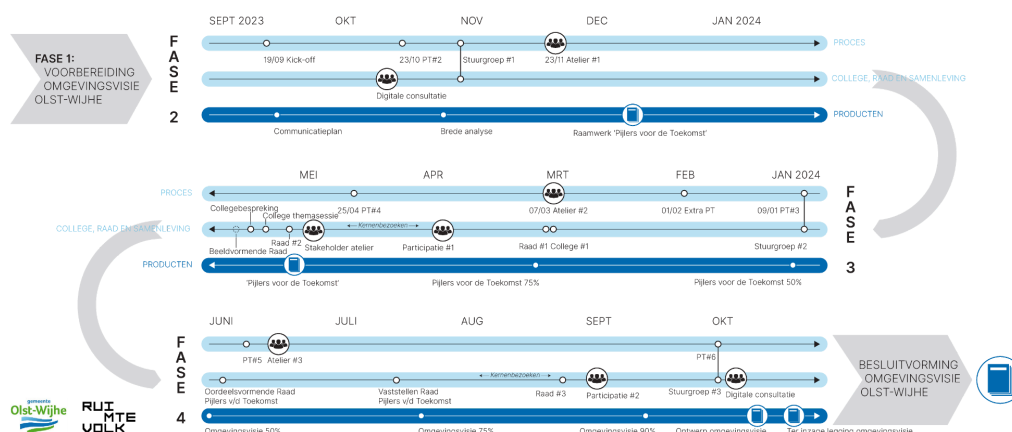 SEPT 2023 OKT NOV DEC JAN 2024
FASE 1:
VOORBEREIDING
OMGEVINGSVISIE
OLST-WIJHE
FASE
2
PROCES
19/09 Kick-off 23/10 PT#2 Stuurgroep #1 23/11 Atelier #1
COLLEGE, RAAD EN SAMENLEVING
Digitale consultatie
PRODUCTEN
Communicatieplan Brede analyse Raamwerk 'Pijlers voor de Toekomst'
MEI APR MRT FEB JAN 2024
FASE
3
PROCES
25/04 PT#4 07/03 Atelier #2 01/02 Extra PT 09/01 PT#3
Collegebespreking
College themasessie
Kernenbezoeken
COLLEGE, RAAD EN SAMENLEVING
Beeldvormende Raad
Raad #2
Stakeholder atelier Participatie #1 Raad #1 College #1 Stuurgroep #2
PRODUCTEN
'Pijlers voor de Toekomst' Pijlers voor de Toekomst 75% Pijlers voor de Toekomst 50%
JUNI JULI AUG SEPT OKT
FASE
4
PT#5 Atelier #3 PT#6
Kernenbezoeken
Oordeelsvormende Raad
Pijlers v/d Toekomst
Vaststellen Raad
Pijlers v/d Toekomst
Raad #3 Participatie #2 Stuurgroep #3 Digitale consultatie
Omgevingsvisie 50% Omgevingsvisie 75% Omgevingsvisie 90% Ontwerp omgevingsvisie Ter inzage legging omgevingsvisie
BESLUITVORMING
OMGEVINGSVISIE
OLST-WIJHE
gemeente
Olst-Wijhe
RUI
MTE
VOLK